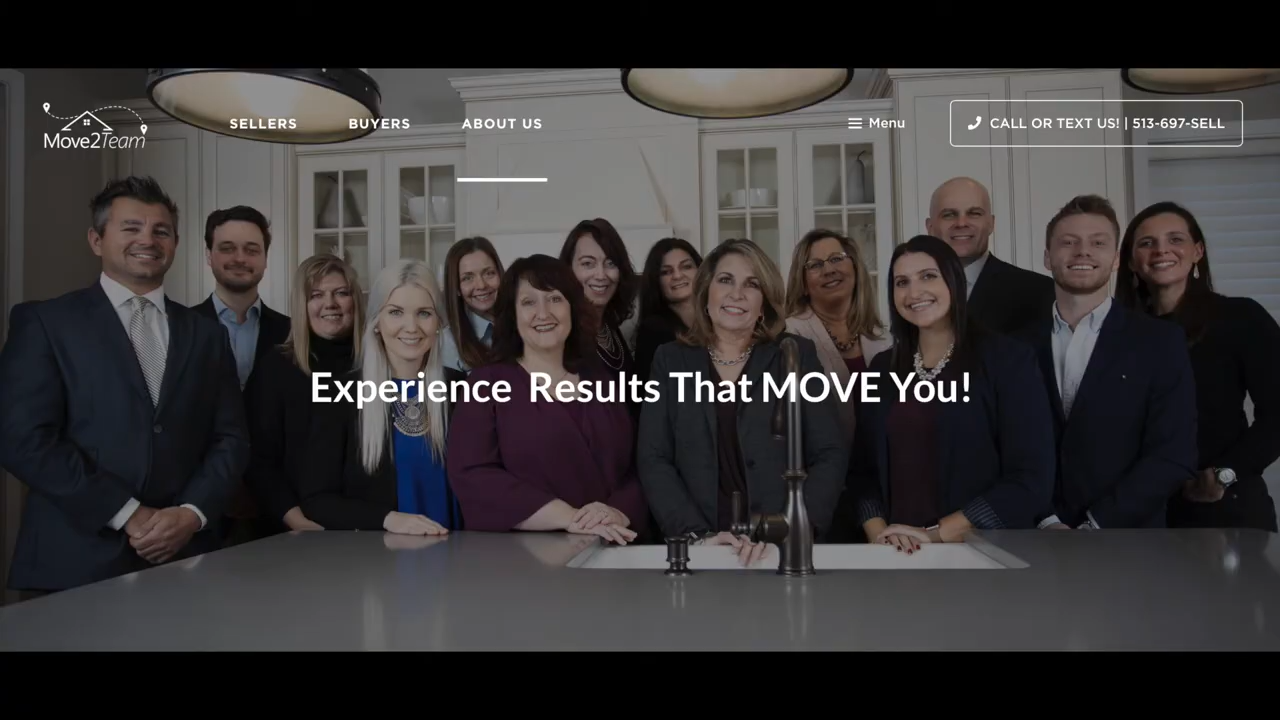 Move2Team
SELLERS
BUYERS
ABOUT US
Menu
CALL OR TEXT US! | 513-697-SELL
Experience Results That MOVE You!